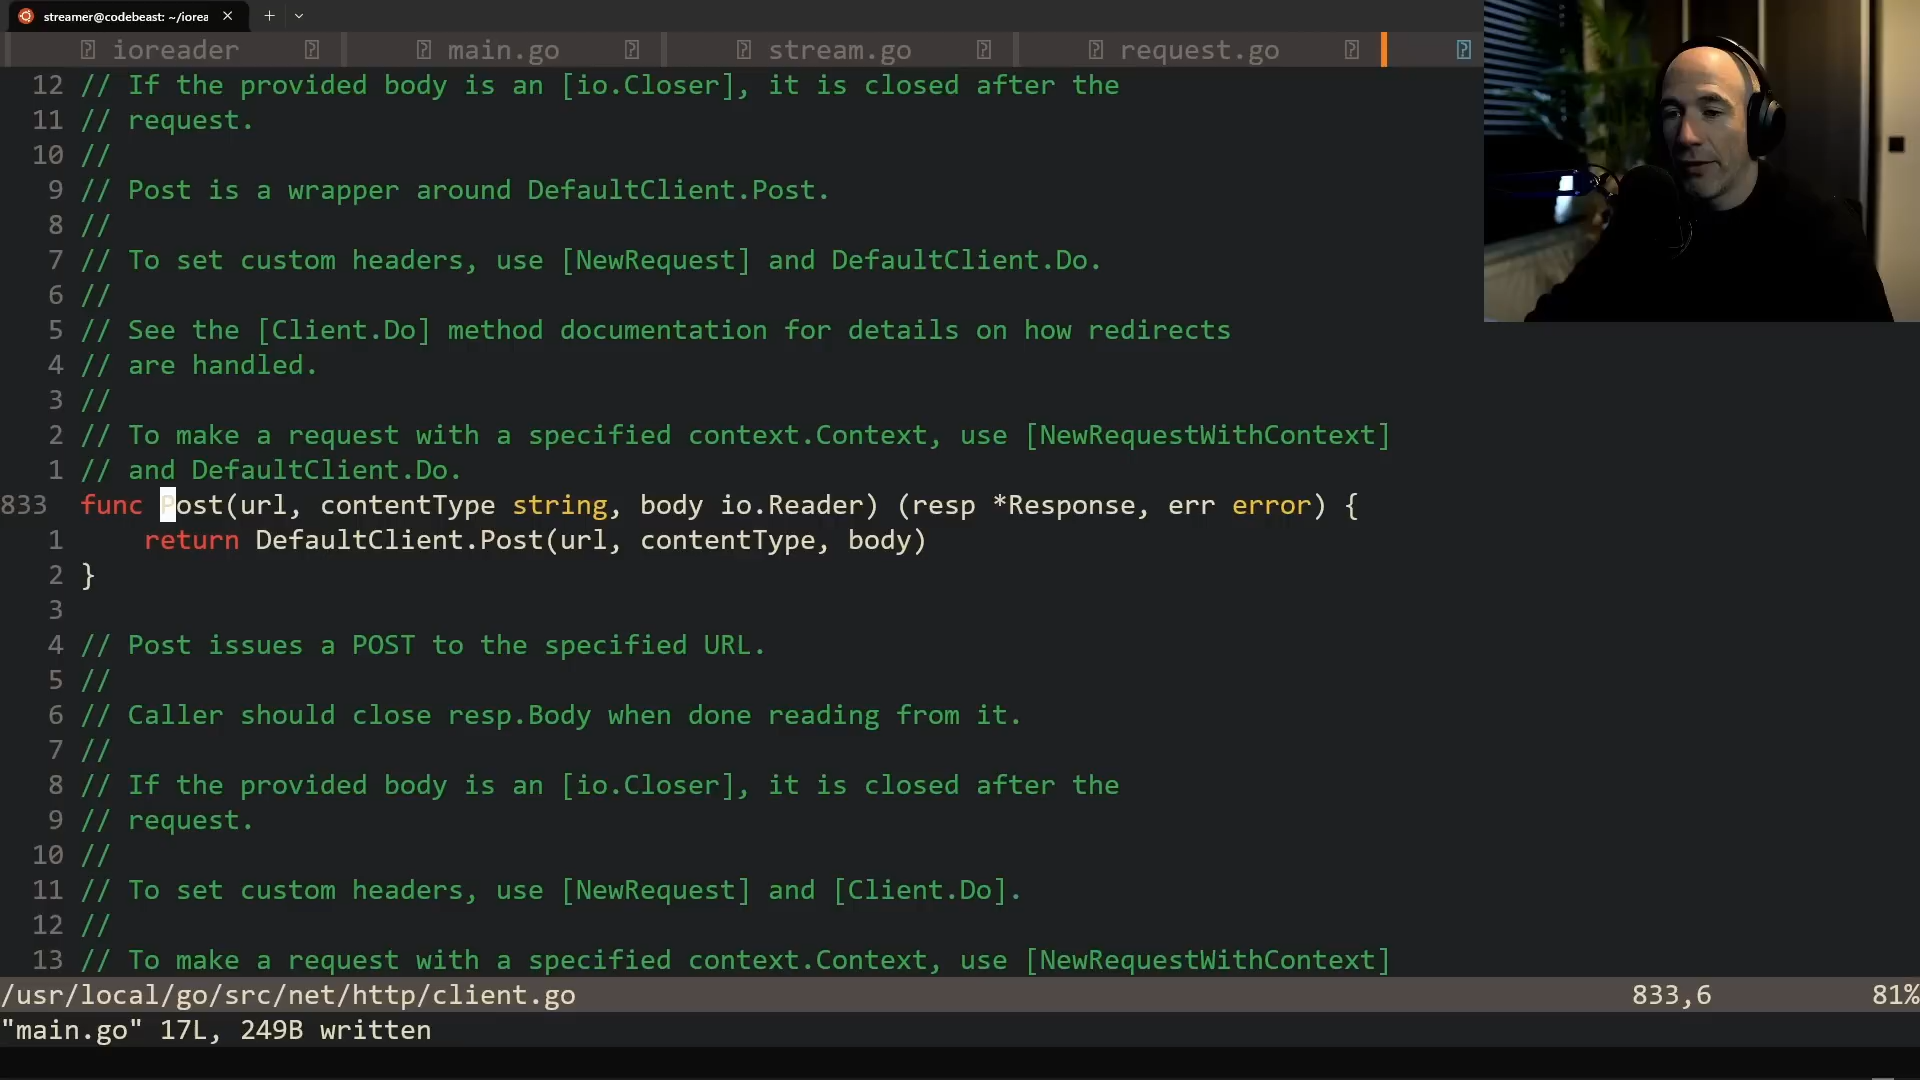 streamer@codebeast: ~/iorea
ioreader main.go stream.go request.go
12 // If the provided body is an [io.Closer], it is closed after the
11 // request.
10 //
9 // Post is a wrapper around DefaultClient.Post.
8 //
7 // To set custom headers, use [NewRequest] and DefaultClient.Do.
6 //
5 // See the [Client.Do] method documentation for details on how redirects
4 // are handled.
3 //
2 // To make a request with a specified context.Context, use [NewRequestWithContext]
1 // and DefaultClient.Do.
833 func Post(url, contentType string, body io.Reader) (resp *Response, err error) {
1 return DefaultClient.Post(url, contentType, body)
2 }
3
4 // Post issues a POST to the specified URL.
5 //
6 // Caller should close resp.Body when done reading from it.
7 //
8 // If the provided body is an [io.Closer], it is closed after the
9 // request.
10 //
11 // To set custom headers, use [NewRequest] and [Client.Do].
12 //
13 // To make a request with a specified context.Context, use [NewRequestWithContext]
/usr/local/go/src/net/http/client.go 833,6 81%
"main.go" 17L, 249B written